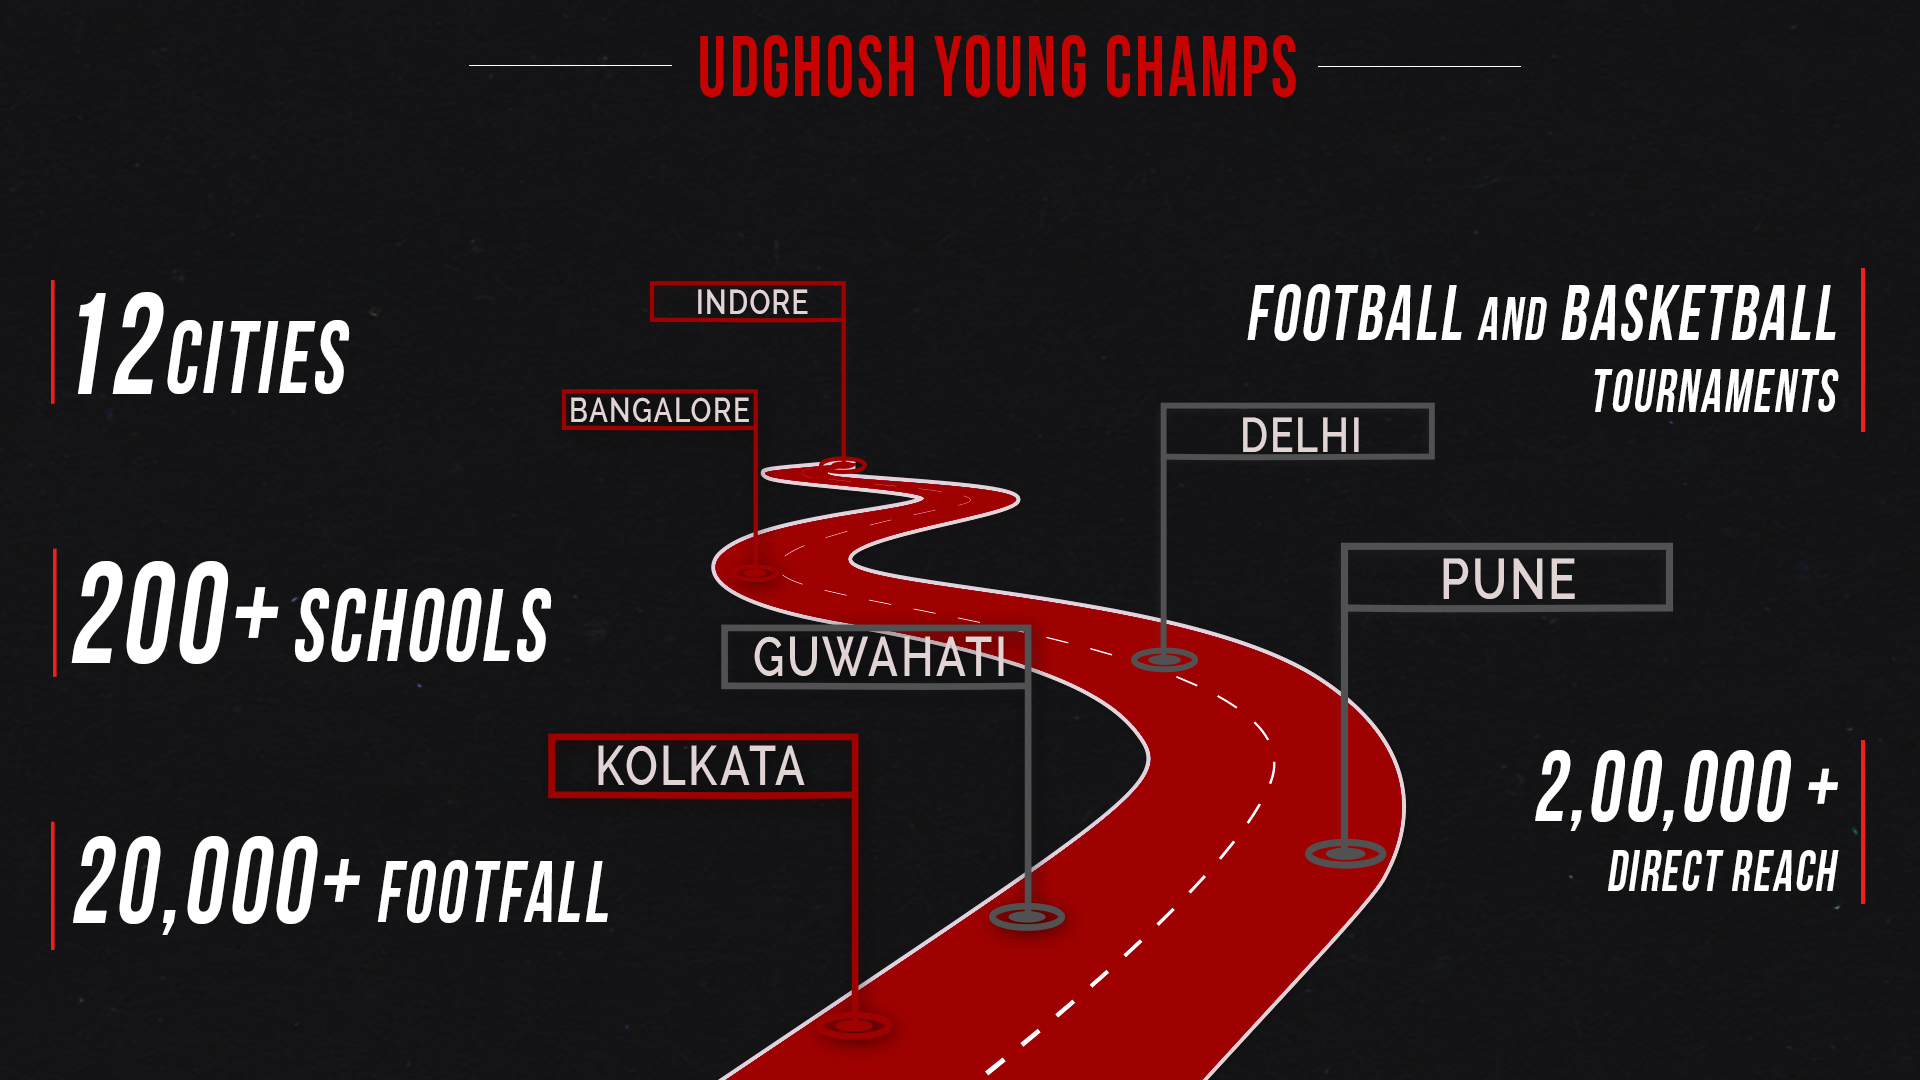 UDGHOSH YOUNG CHAMPS
12 CITIES
200+ SCHOOLS
20,000+ FOOTFALL
INDORE
BANGALORE
DELHI
PUNE
GUWAHATI
KOLKATA
FOOTBALL AND BASKETBALL
TOURNAMENTS
2,00,000 +
DIRECT REACH